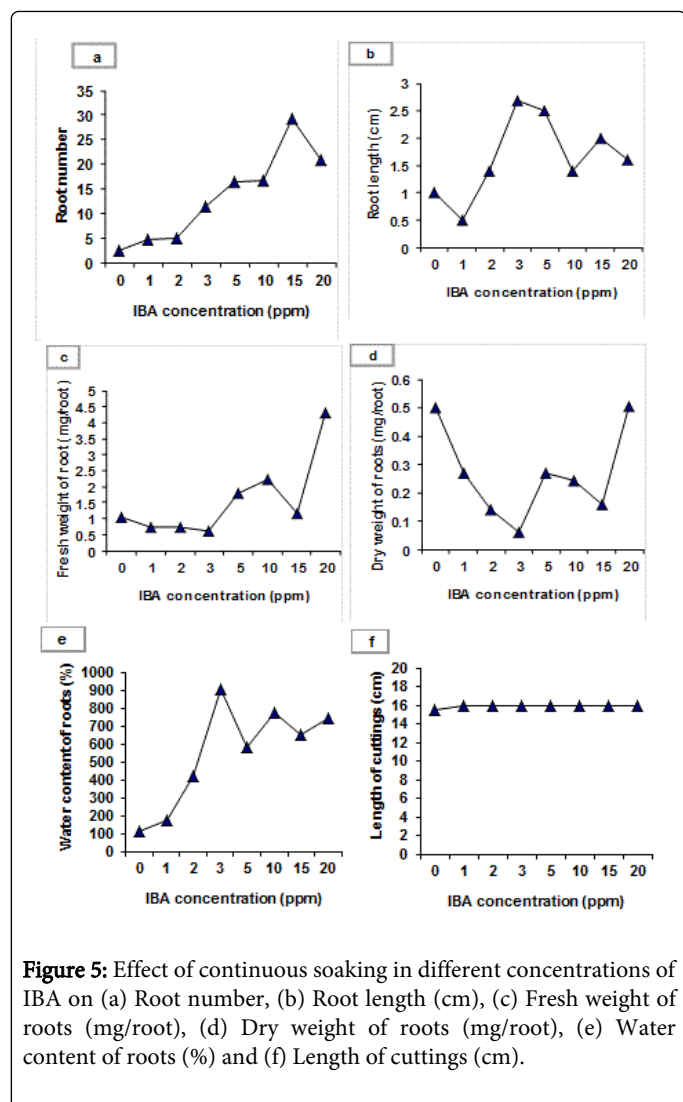 a
Root number
35
30
25
20
15
10
5
0
0 1 2 3 5 10 15 20
IBA concentration (ppm)
b
Root length (cm)
3
2.5
2
1.5
1
0.5
0
0 1 2 3 5 10 15 20
IBA concentration (ppm)
c
Fresh weight of root (mg/root)
5
4.5
4
3.5
3
2.5
2
1.5
1
0.5
0
0 1 2 3 5 10 15 20
IBA concentration (ppm)
d
Dry weight of roots (mg/root)
0.6
0.5
0.4
0.3
0.2
0.1
0
0 1 2 3 5 10 15 20
IBA concentration (ppm)
e
Water content of roots (%)
1000
900
800
700
600
500
400
300
200
100
0
0 1 2 3 5 10 15 20
IBA concentration (ppm)
f
Length of cuttings (cm)
20
18
16
14
12
10
8
6
4
2
0
0 1 2 3 5 10 15 20
IBA concentration (ppm)
Figure 5: Effect of continuous soaking in different concentrations of
IBA on (a) Root number, (b) Root length (cm), (c) Fresh weight of
roots (mg/root), (d) Dry weight of roots (mg/root), (e) Water
content of roots (%) and (f) Length of cuttings (cm).